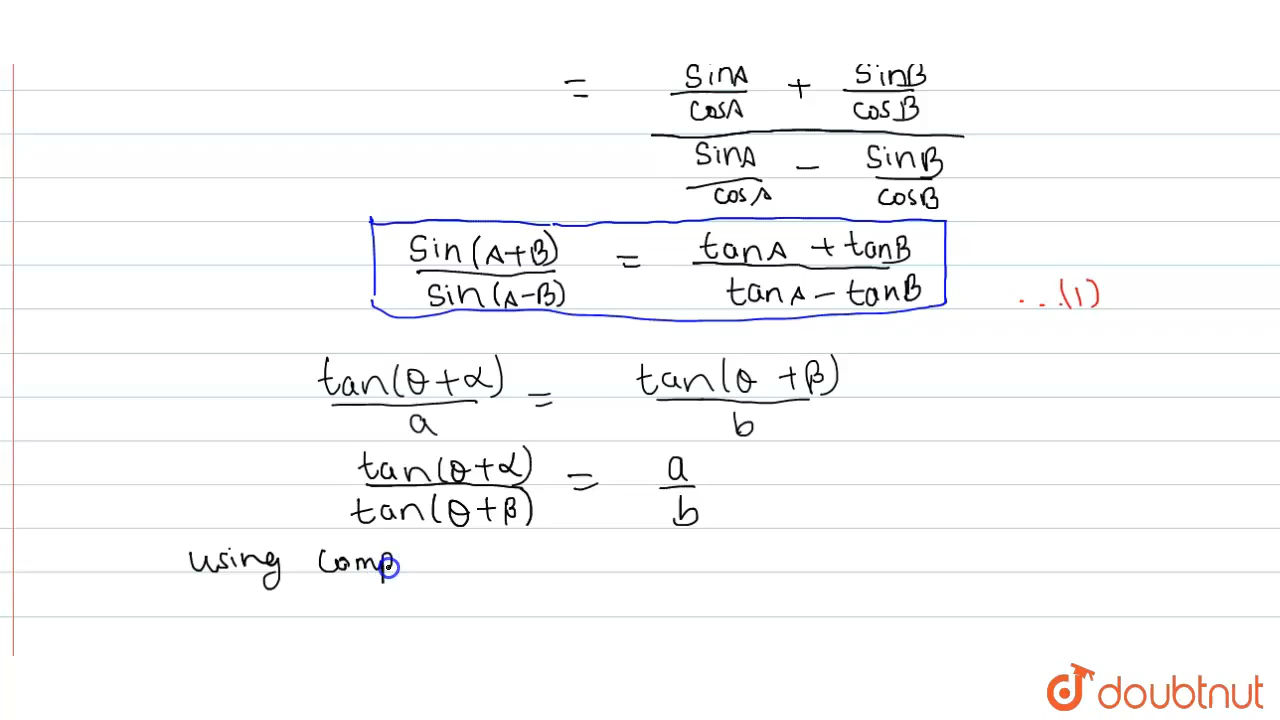 = sinA/cosA + sinB/cosB
sinA/cosA − sinB/cosB
sin(A+B)/sin(A−B) = tanA + tanB/tanA − tanB ...(1)
tan(θ+α)/a = tan(θ+β)/b
tan(θ+α)/tan(θ+β) = a/b
using comp
doubtnut